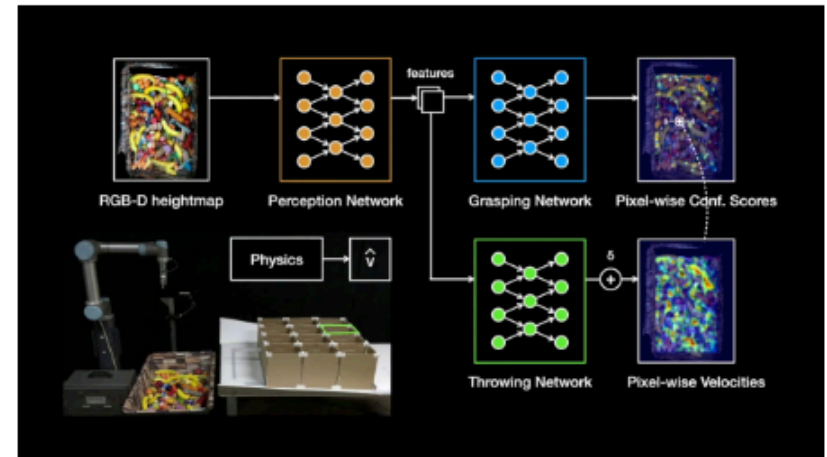 features
RGB-D heightmap
Perception Network
Grasping Network
Pixel-wise Conf. Scores
Physics
v̂
δ
+
Throwing Network
Pixel-wise Velocities